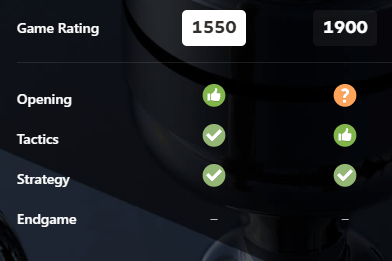 Game Rating 1550 1900
Opening ?
Tactics
Strategy
Endgame – –